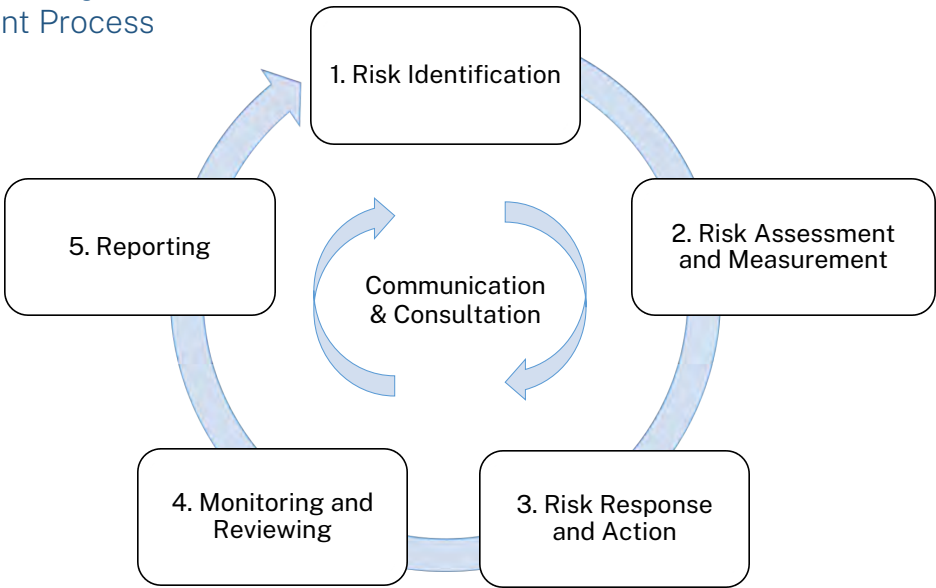 nt Process
1. Risk Identification
2. Risk Assessment
and Measurement
3. Risk Response
and Action
4. Monitoring and
Reviewing
5. Reporting
Communication
& Consultation